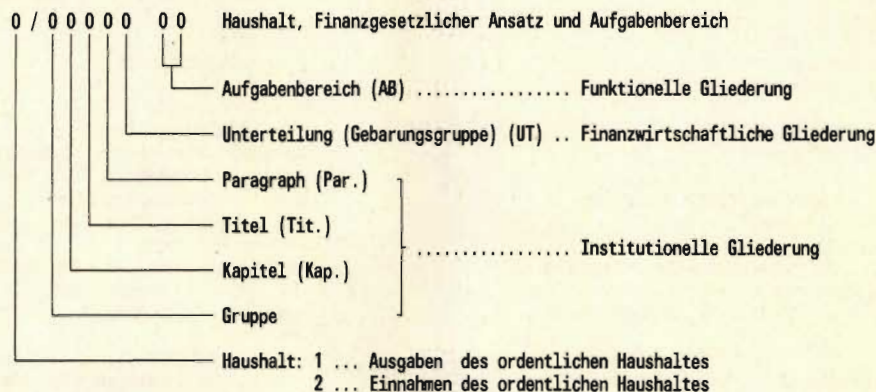 0 / 0 0 0 0 0 0 0 Haushalt, Finanzgesetzlicher Ansatz und Aufgabenbereich
Aufgabenbereich (AB) ................. Funktionelle Gliederung
Unterteilung (Gebarungsgruppe) (UT) .. Finanzwirtschaftliche Gliederung
Paragraph (Par.)
Titel (Tit.)
................. Institutionelle Gliederung
Kapitel (Kap.)
Gruppe
Haushalt: 1 ... Ausgaben des ordentlichen Haushaltes
2 ... Einnahmen des ordentlichen Haushaltes